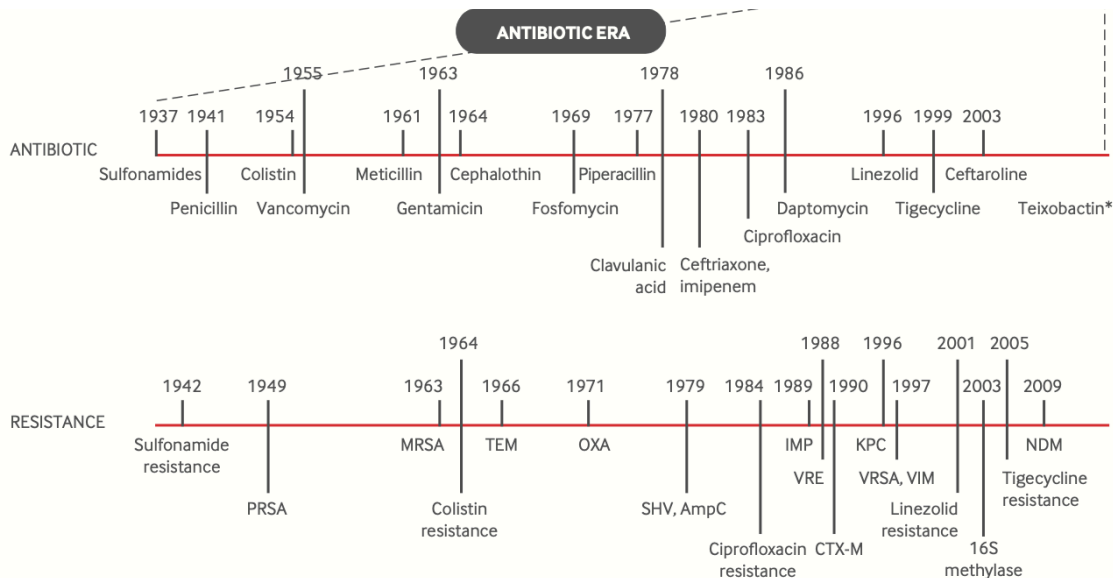 ANTIBIOTIC ERA
1955 1963 1978 1986
1937 1941 1954 1961 1964 1969 1977 1980 1983 1996 1999 2003
ANTIBIOTIC
Sulfonamides Colistin Meticillin Cephalothin Piperacillin Linezolid Ceftaroline
Penicillin Vancomycin Gentamicin Fosfomycin Daptomycin Tigecycline Teixobactin*
Ciprofloxacin
Clavulanic Ceftriaxone,
acid imipenem
1964 1988 1996 2001 2005
1942 1949 1963 1966 1971 1979 1984 1989 1990 1997 2003 2009
RESISTANCE
Sulfonamide MRSA TEM OXA IMP KPC NDM
resistance
VRE VRSA, VIM Tigecycline
resistance
PRSA Colistin SHV, AmpC Linezolid
resistance resistance
Ciprofloxacin CTX-M 16S
resistance methylase